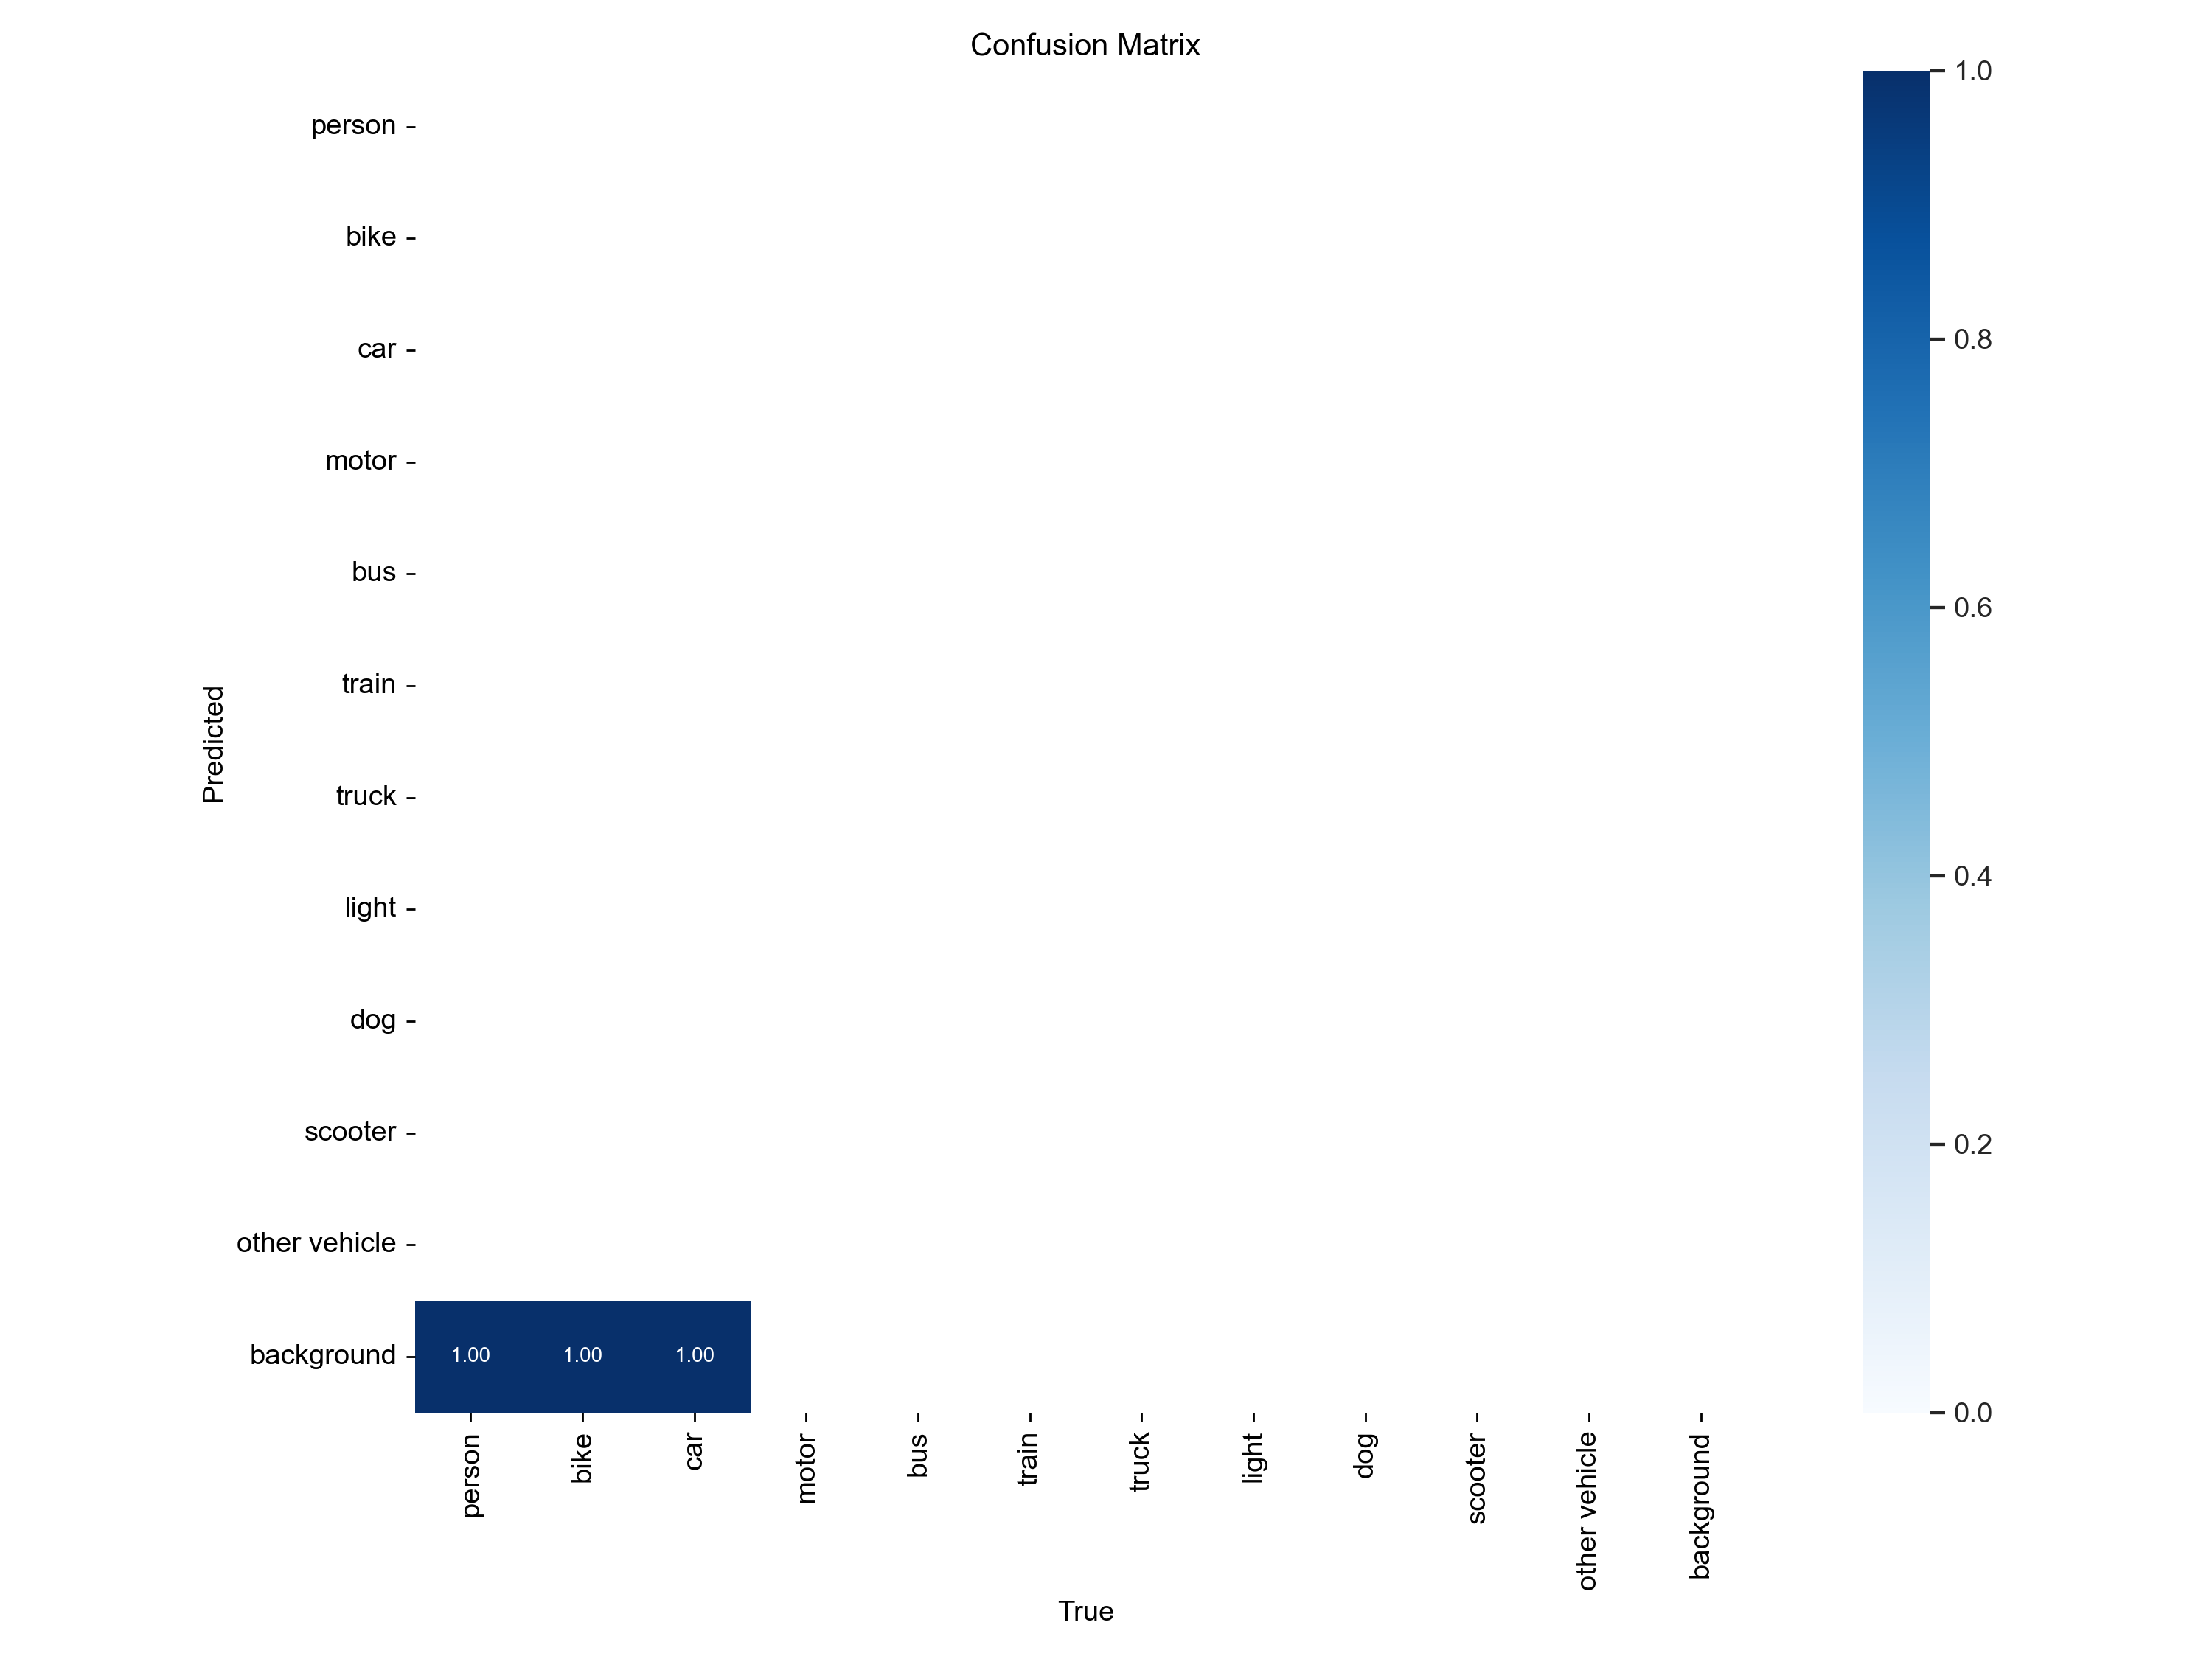 Confusion Matrix
person
bike
car
motor
bus
train
truck
light
dog
scooter
other vehicle
background
Predicted
1.00 1.00 1.00
person
bike
car
motor
bus
train
truck
light
dog
scooter
other vehicle
background
True
1.0
0.8
0.6
0.4
0.2
0.0